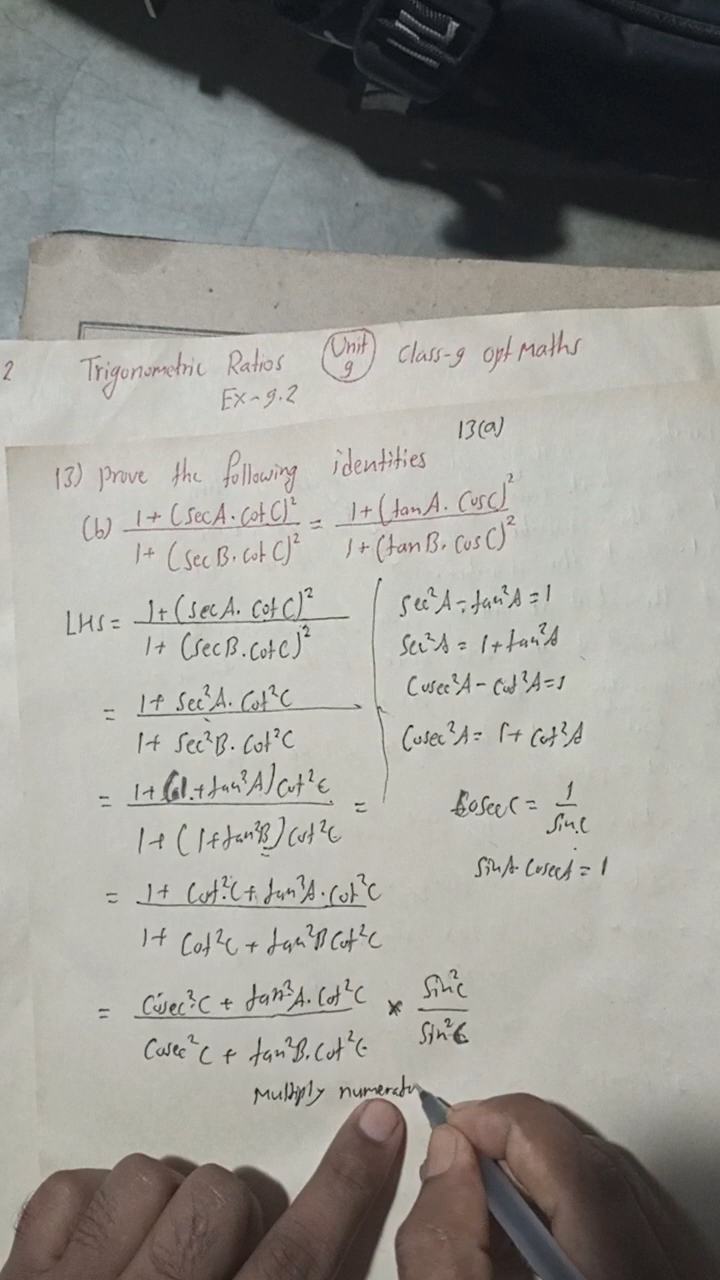 2 Trigonometric Ratios Unit 9 Class-9 Opt Maths
Ex-9.2
13(a)
13) Prove the following identities
(b) 1+(secA.cotC)²/1+(secB.cotC)² = 1+(tanA.cosC)²/1+(tanB.cosC)²
LHS = 1+(secA.cotC)²/1+(secB.cotC)²
= 1+sec²A.cot²C/1+sec²B.cot²C
= 1+(1+tan²A)cot²C/1+(1+tan²B)cot²C =
= 1+cot²C+tan²A.cot²C/1+cot²C+tan²B cot²C
= Cosec²C+tan²A.cot²C/Cosec²C+tan²B.cot²C × sin²C/sin²C
Multiply numerato
sec²A-tan²A=1
sec²A=1+tan²A
Cosec²A-cot²A=1
Cosec²A=1+cot²A
CosecC=1/sinC
sinA.cosecA=1